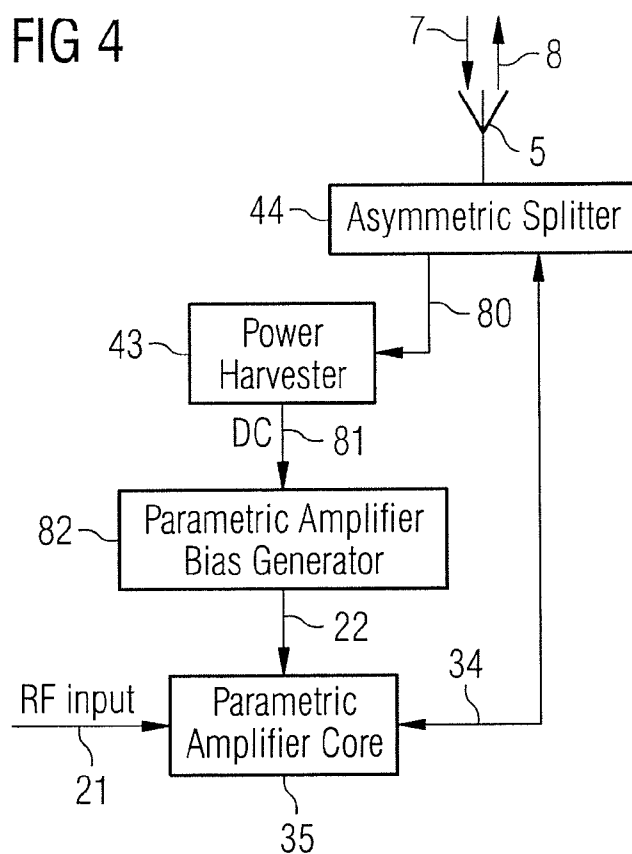 FIG 4
7
8
5
44
Asymmetric Splitter
80
43
Power
Harvester
DC
81
82
Parametric Amplifier
Bias Generator
22
34
RF input
21
Parametric
Amplifier Core
35